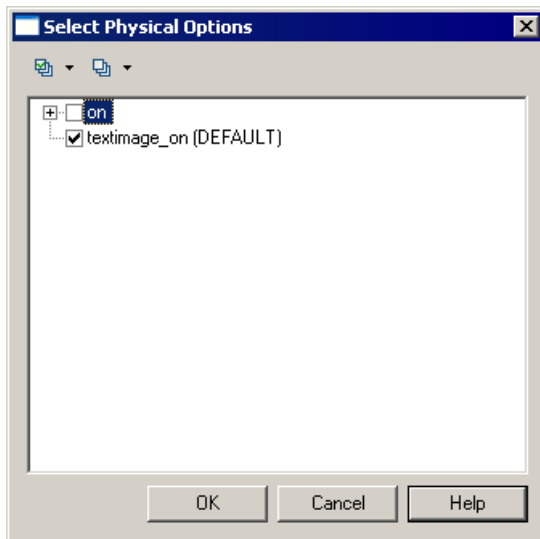 Select Physical Options
on
textimage_on (DEFAULT)
OK Cancel Help